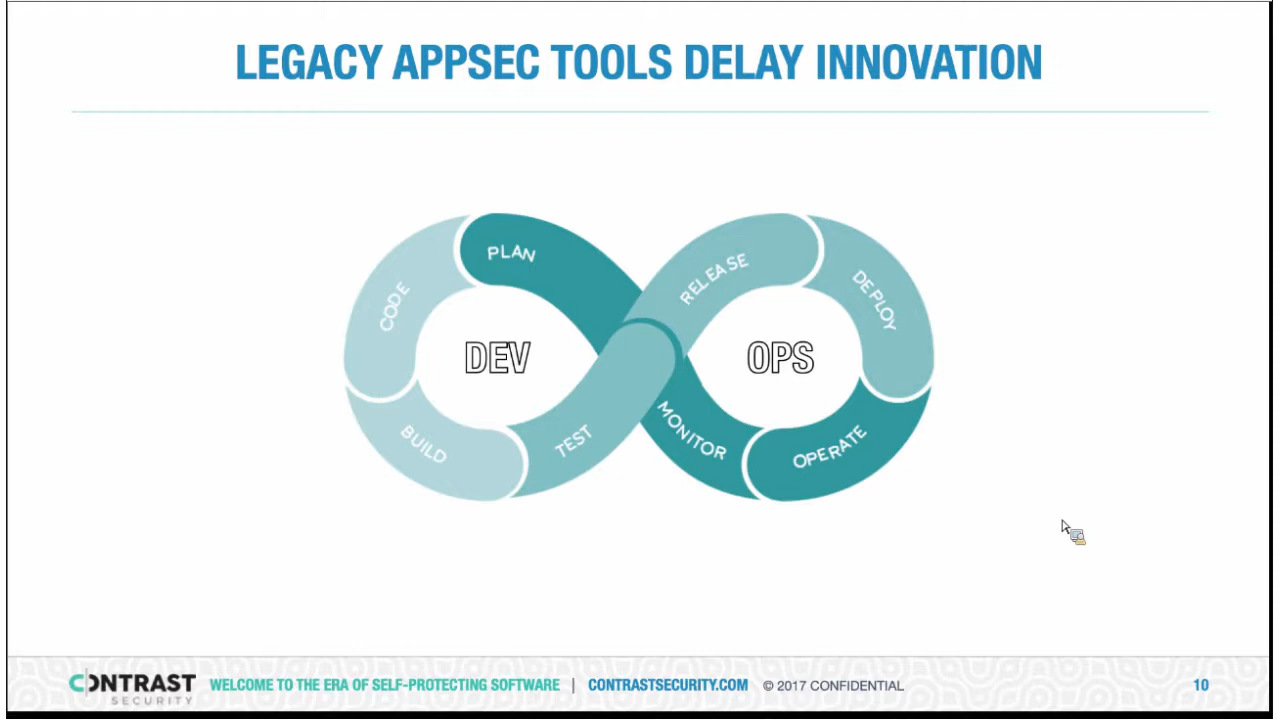 LEGACY APPSEC TOOLS DELAY INNOVATION
PLAN
RELEASE
CODE
DEPLOY
DEV
OPS
BUILD
TEST
MONITOR
OPERATE
CONTRAST
SECURITY
WELCOME TO THE ERA OF SELF-PROTECTING SOFTWARE | CONTRASTSECURITY.COM © 2017 CONFIDENTIAL 10